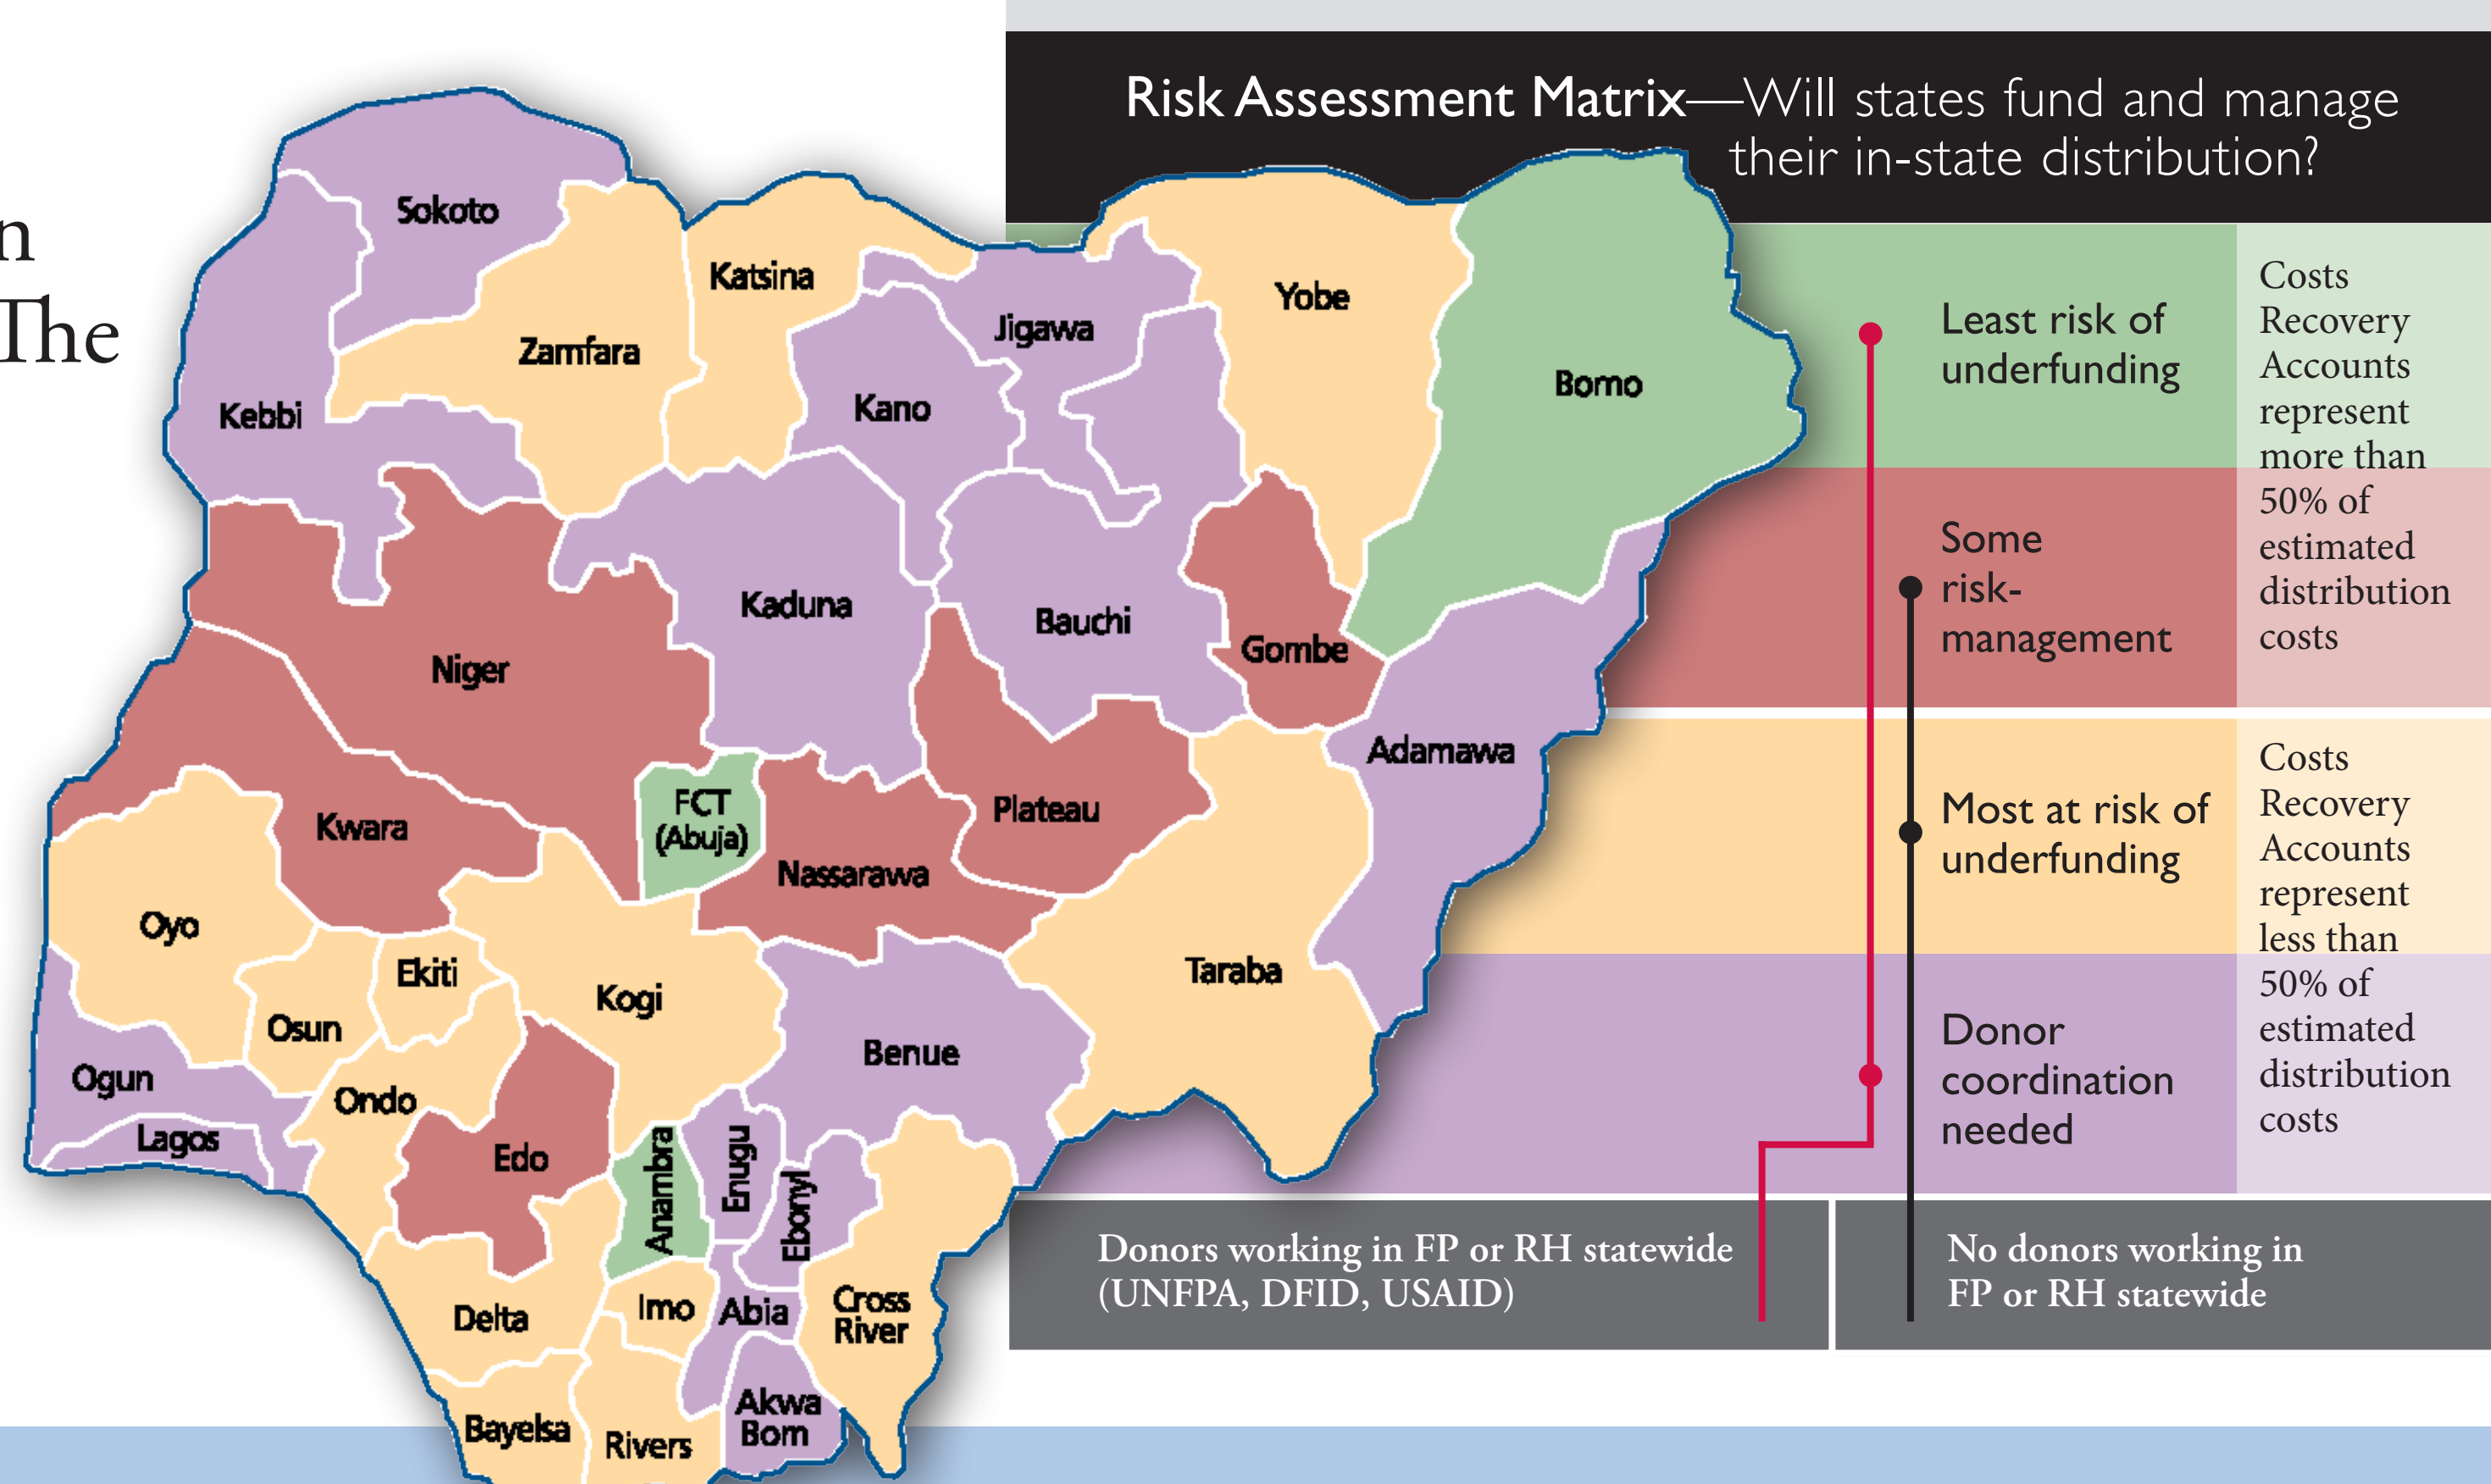 n
The
Risk Assessment Matrix—Will states fund and manage
their in-state distribution?
Sokoto
Katsina
Yobe
Jigawa
Zamfara
Borno
Kano
Kebbi
Kaduna
Bauchi
Gombe
Niger
Adamawa
FCT
(Abuja)
Plateau
Kwara
Nassarawa
Oyo
Ekiti
Taraba
Kogi
Osun
Benue
Ogun
Ondo
Lagos
Edo
Anambra
Enugu
Ebonyi
Delta
Imo
Abia
Cross
River
Bayelsa
Rivers
Akwa
Bom
Least risk of
underfunding
Costs
Recovery
Accounts
represent
more than
50% of
estimated
distribution
costs
Some
risk-
management
Most at risk of
underfunding
Costs
Recovery
Accounts
represent
less than
50% of
estimated
distribution
costs
Donor
coordination
needed
Donors working in FP or RH statewide
(UNFPA, DFID, USAID)
No donors working in
FP or RH statewide